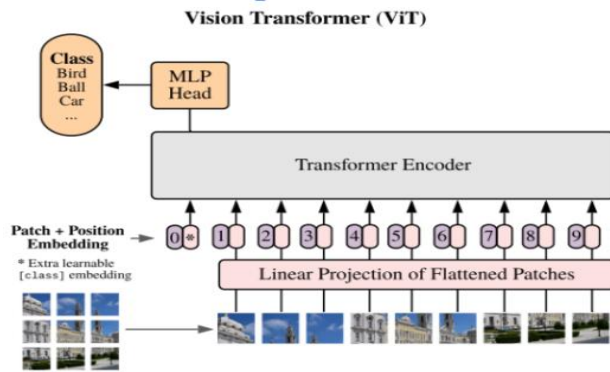 Vision Transformer (ViT)
Class
Bird
Ball
Car
...
MLP
Head
Transformer Encoder
Patch + Position
Embedding
0 * 1 2 3 4 5 6 7 8 9
* Extra learnable
[class] embedding
Linear Projection of Flattened Patches